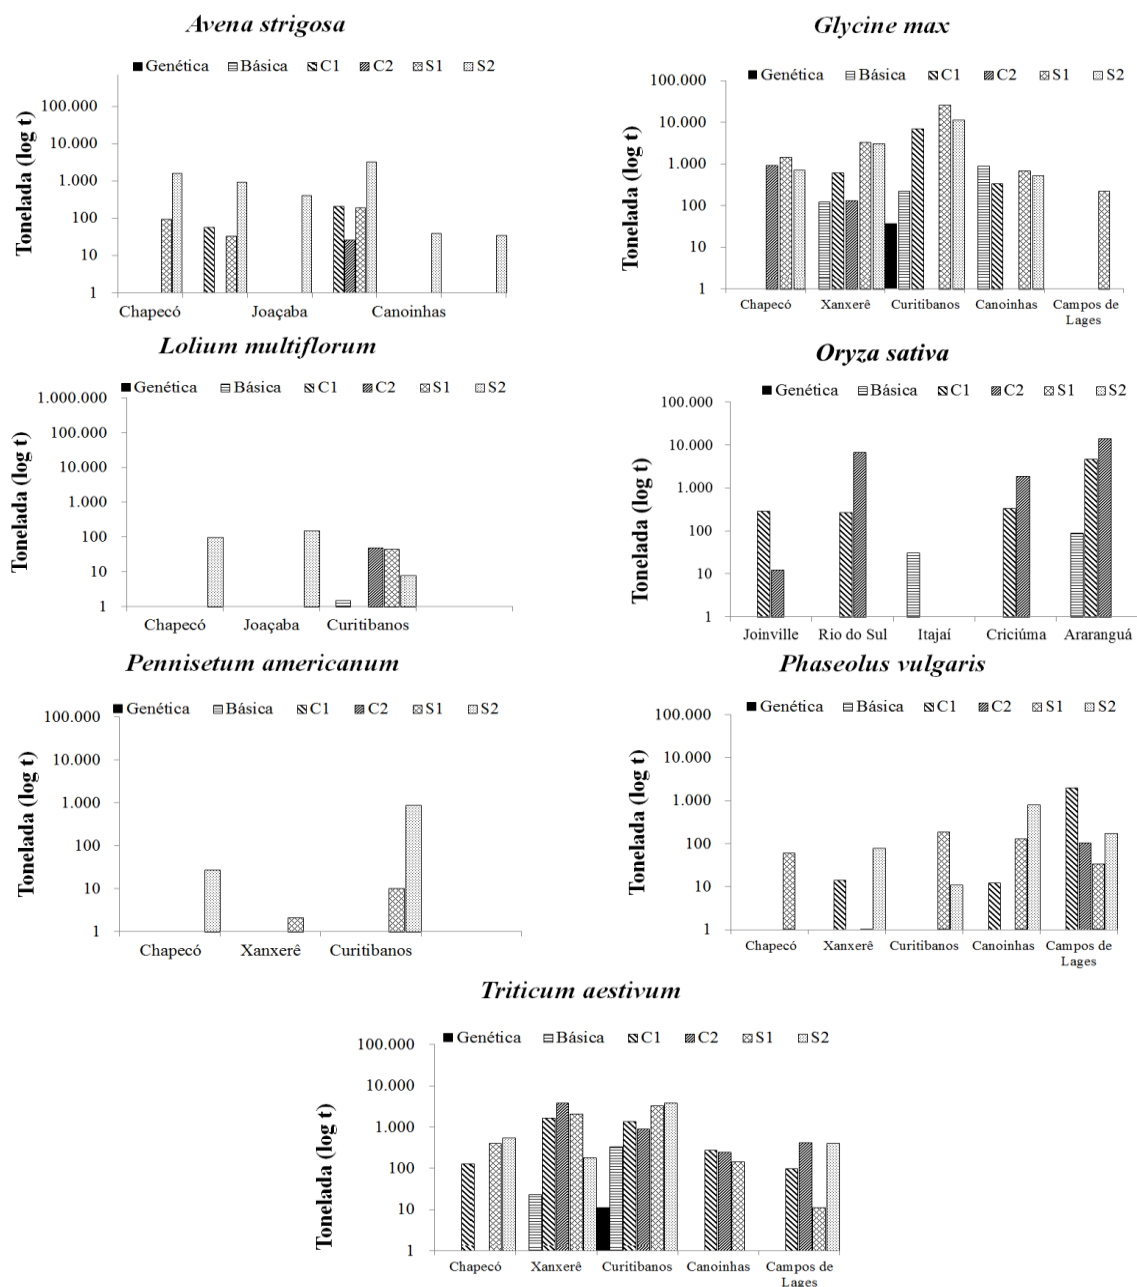 Avena strigosa
Genética Básica C1 C2 S1 S2
Tonelada (log t)
100.000
10.000
1.000
100
10
1
Chapecó Joaçaba Canoinhas
Glycine max
Genética Básica C1 C2 S1 S2
Tonelada (log t)
100.000
10.000
1.000
100
10
1
Chapecó Xanxerê Curitibanos Canoinhas Campos de
Lages
Lolium multiflorum
Genética Básica C1 C2 S1 S2
Tonelada (log t)
1.000.000
100.000
10.000
1.000
100
10
1
Chapecó Joaçaba Curitibanos
Oryza sativa
Genética Básica C1 C2 S1 S2
Tonelada (log t)
100.000
10.000
1.000
100
10
1
Joinville Rio do Sul Itajaí Criciúma Araranguá
Pennisetum americanum
Genética Básica C1 C2 S1 S2
Tonelada (log t)
100.000
10.000
1.000
100
10
1
Chapecó Xanxerê Curitibanos
Phaseolus vulgaris
Genética Básica C1 C2 S1 S2
Tonelada (log t)
100.000
10.000
1.000
100
10
1
Chapecó Xanxerê Curitibanos Canoinhas Campos de
Lages
Triticum aestivum
Genética Básica C1 C2 S1 S2
Tonelada (log t)
100.000
10.000
1.000
100
10
1
Chapecó Xanxerê Curitibanos Canoinhas Campos de
Lages